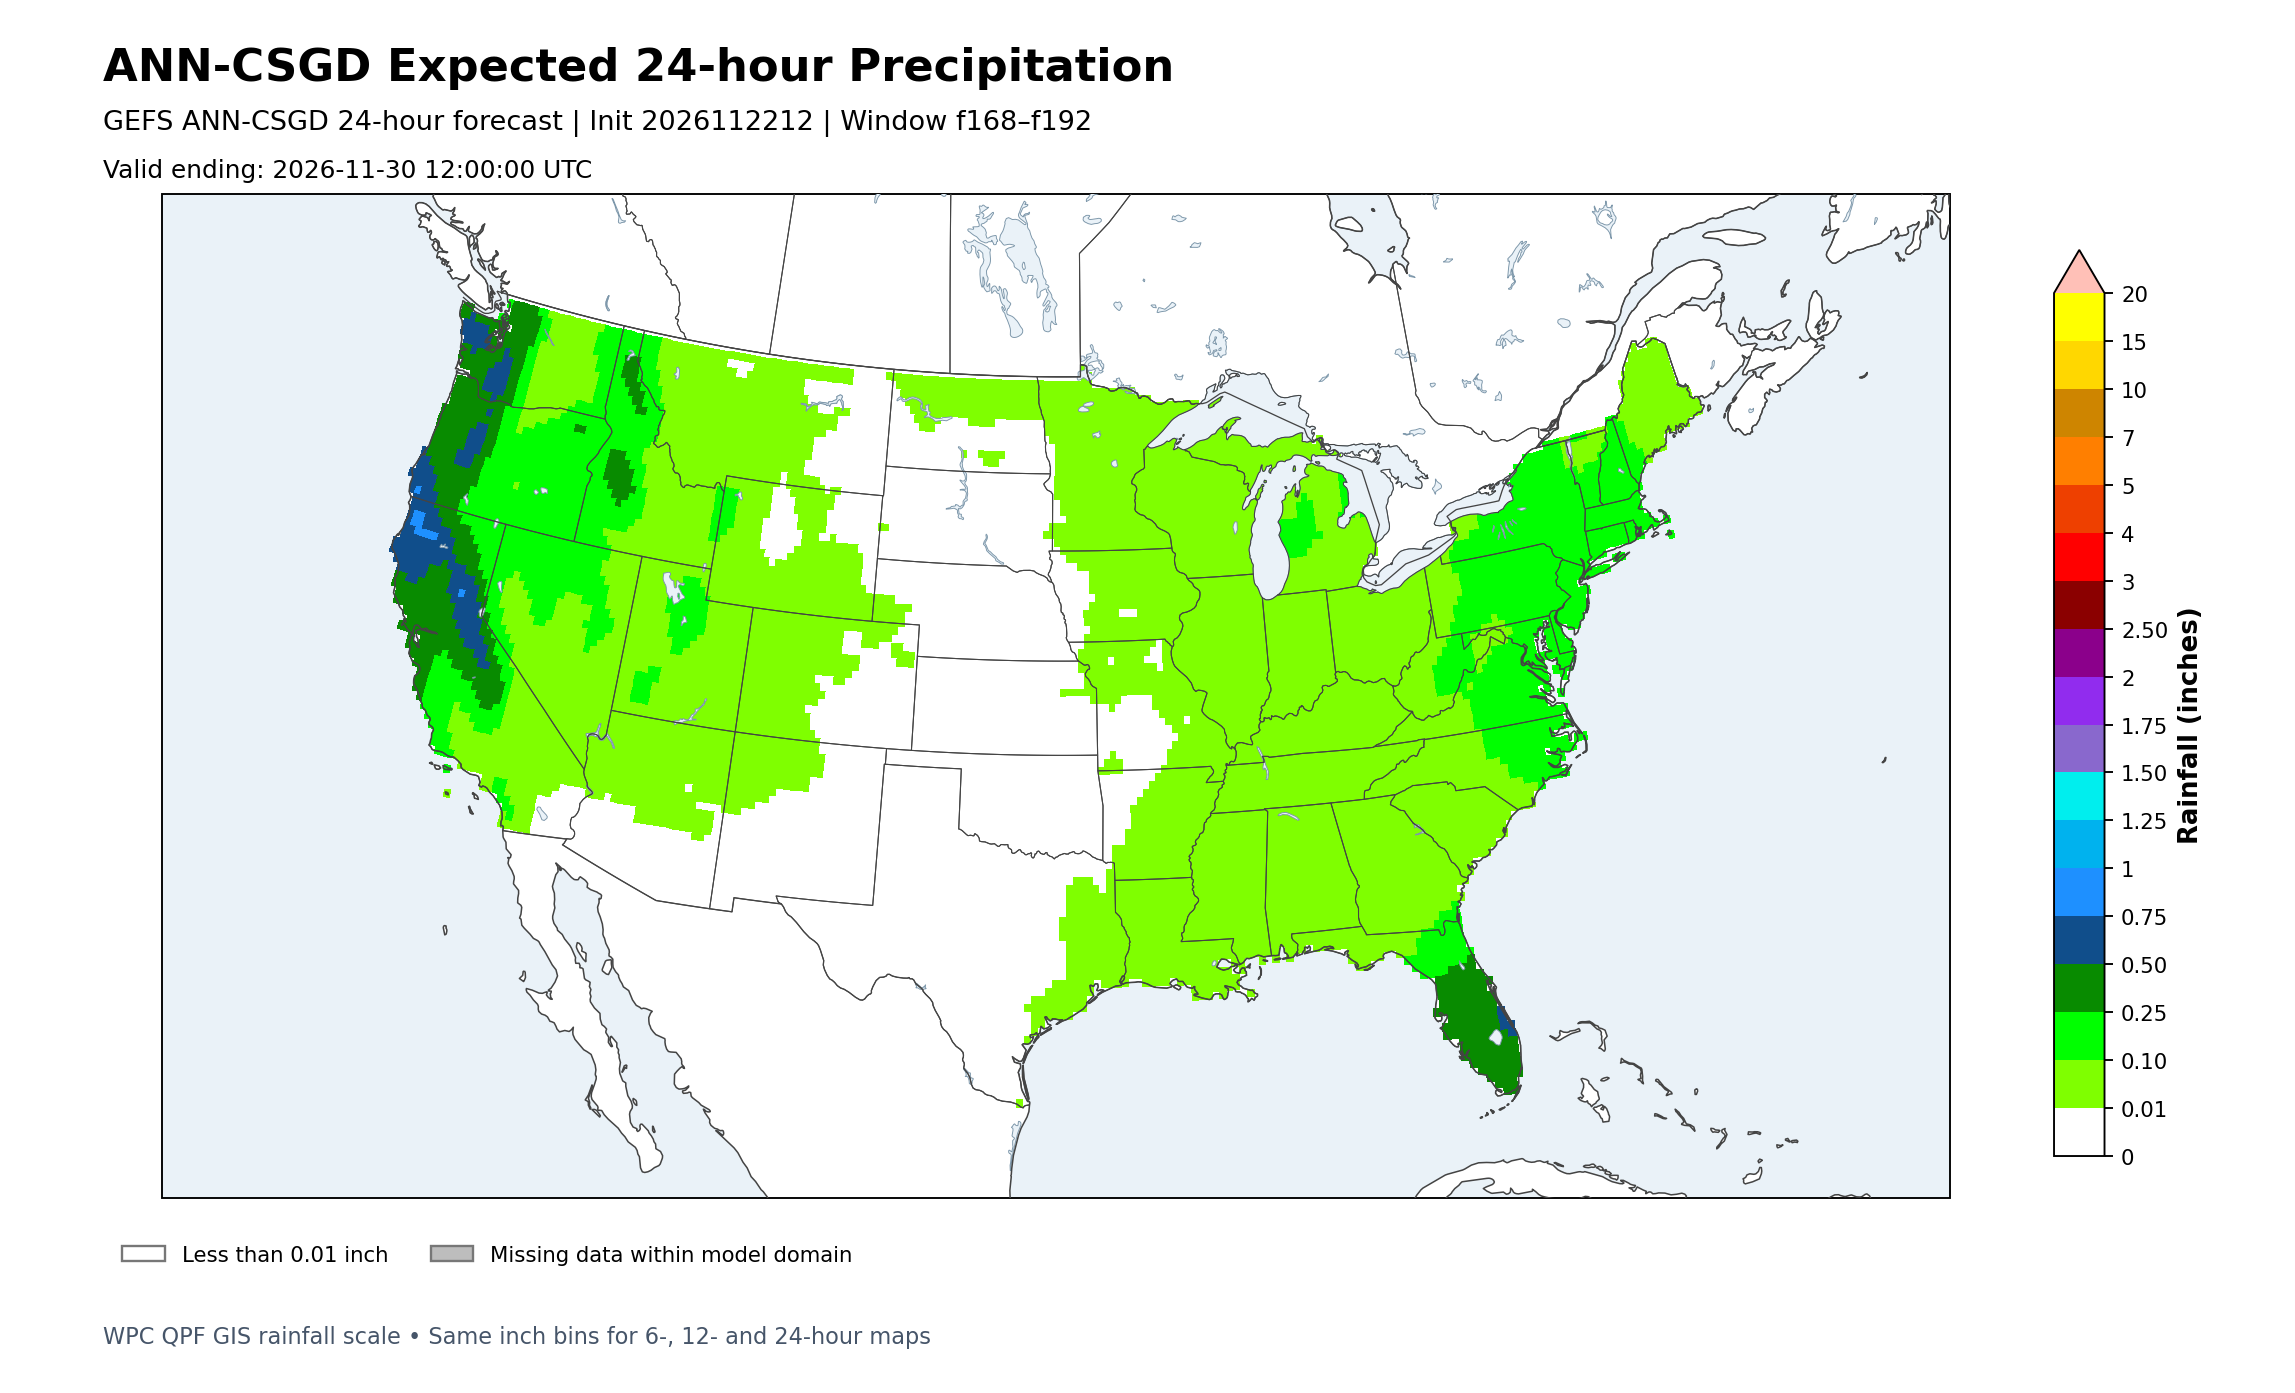 ANN-CSGD Expected 24-hour Precipitation
GEFS ANN-CSGD 24-hour forecast | Init 2026112212 | Window f168–f192
Valid ending: 2026-11-30 12:00:00 UTC
20
15
10
7
5
4
3
2.50
2
1.75
1.50
1.25
1
0.75
0.50
0.25
0.10
0.01
0
Rainfall (inches)
Less than 0.01 inch
Missing data within model domain
WPC QPF GIS rainfall scale • Same inch bins for 6-, 12- and 24-hour maps